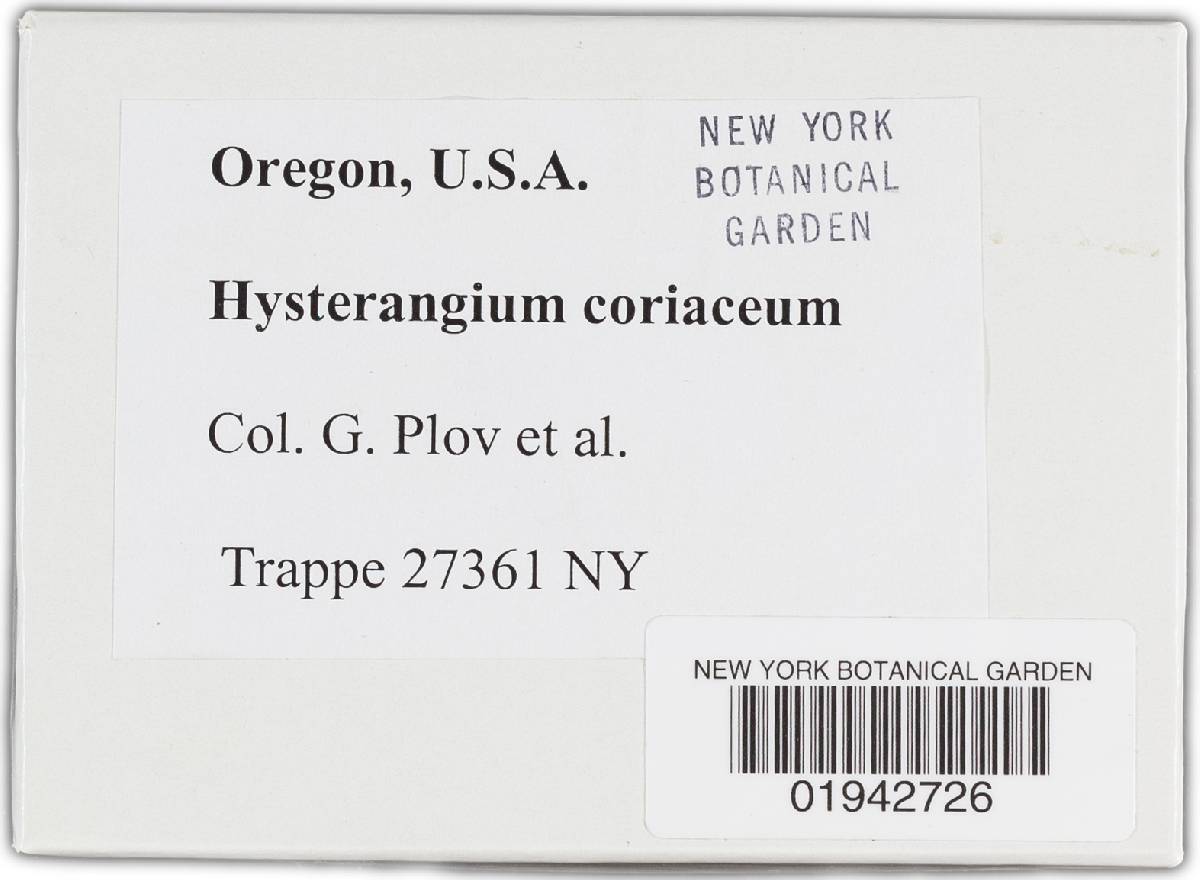 Oregon, U.S.A.
NEW YORK
BOTANICAL
GARDEN
Hysterangium coriaceum
Col. G. Plov et al.
Trappe 27361 NY
NEW YORK BOTANICAL GARDEN
01942726